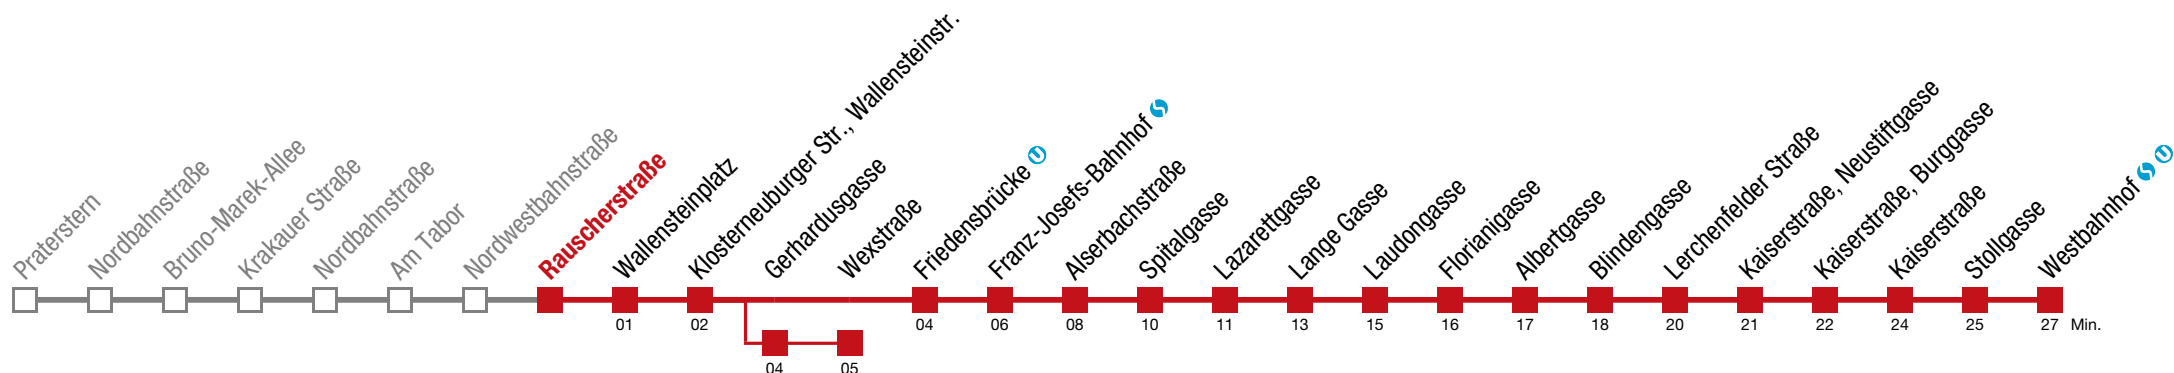 Praterstern
Nordbahnstraße
Bruno-Marek-Allee
Krakauer Straße
Nordbahnstraße
Am Tabor
Nordwestbahnstraße
Rauscherstraße
Wallensteinplatz
Klosterneuburger Str., Wallensteinstr.
Gerhardusgasse
Wexstraße
Friedensbrücke U
Franz-Josefs-Bahnhof S
Alserbachstraße
Spitalgasse
Lazarettgasse
Lange Gasse
Laudongasse
Florianigasse
Albertgasse
Blindengasse
Lerchenfelder Straße
Kaiserstraße, Neustiftgasse
Kaiserstraße, Burggasse
Kaiserstraße
Stollgasse
Westbahnhof S U
01 02 04 06 08 10 11 13 15 16 17 18 20 21 22 24 25 27 Min.
04 05